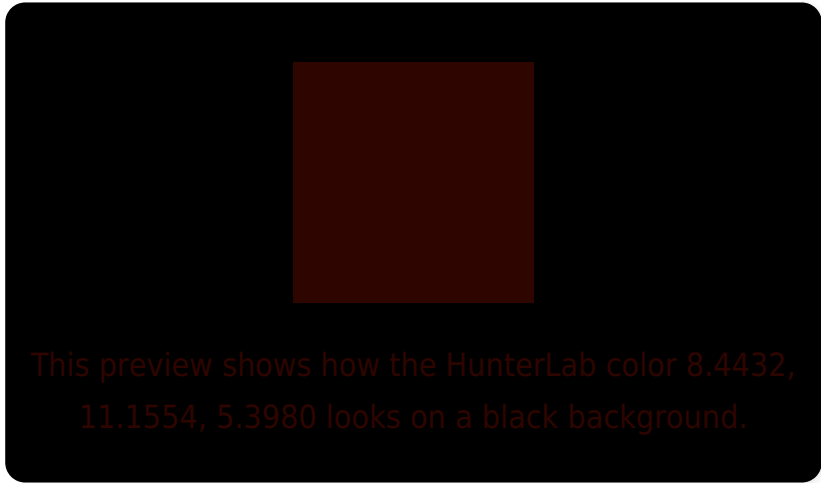 This preview shows how the HunterLab color 8.4432,
11.1554, 5.3980 looks on a black background.